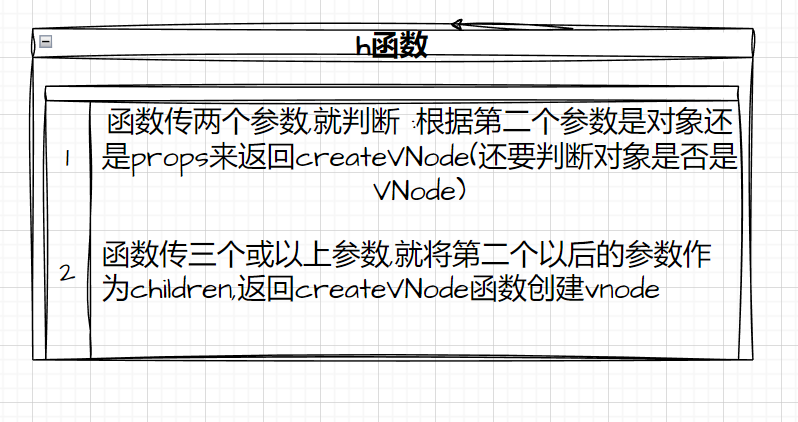 h函数
函数传两个参数,就判断 :根据第二个参数是对象还
1
是props来返回createVNode(还要判断对象是否是
VNode)
函数传三个或以上参数,就将第二个以后的参数作
2
为children,返回createVNode函数创建vnode